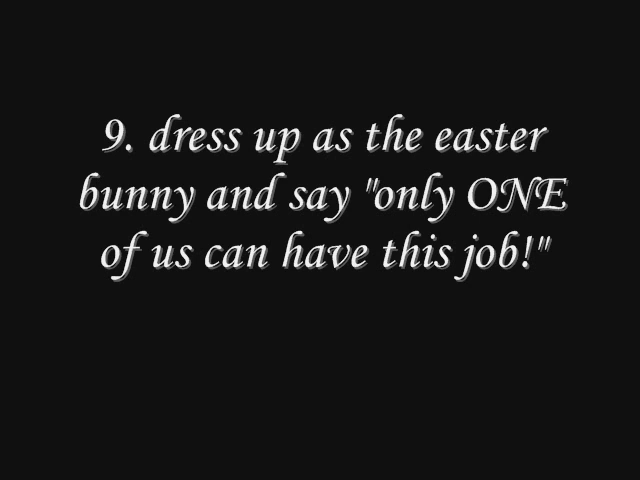 9. dress up as the easter
bunny and say "only ONE
of us can have this job!"